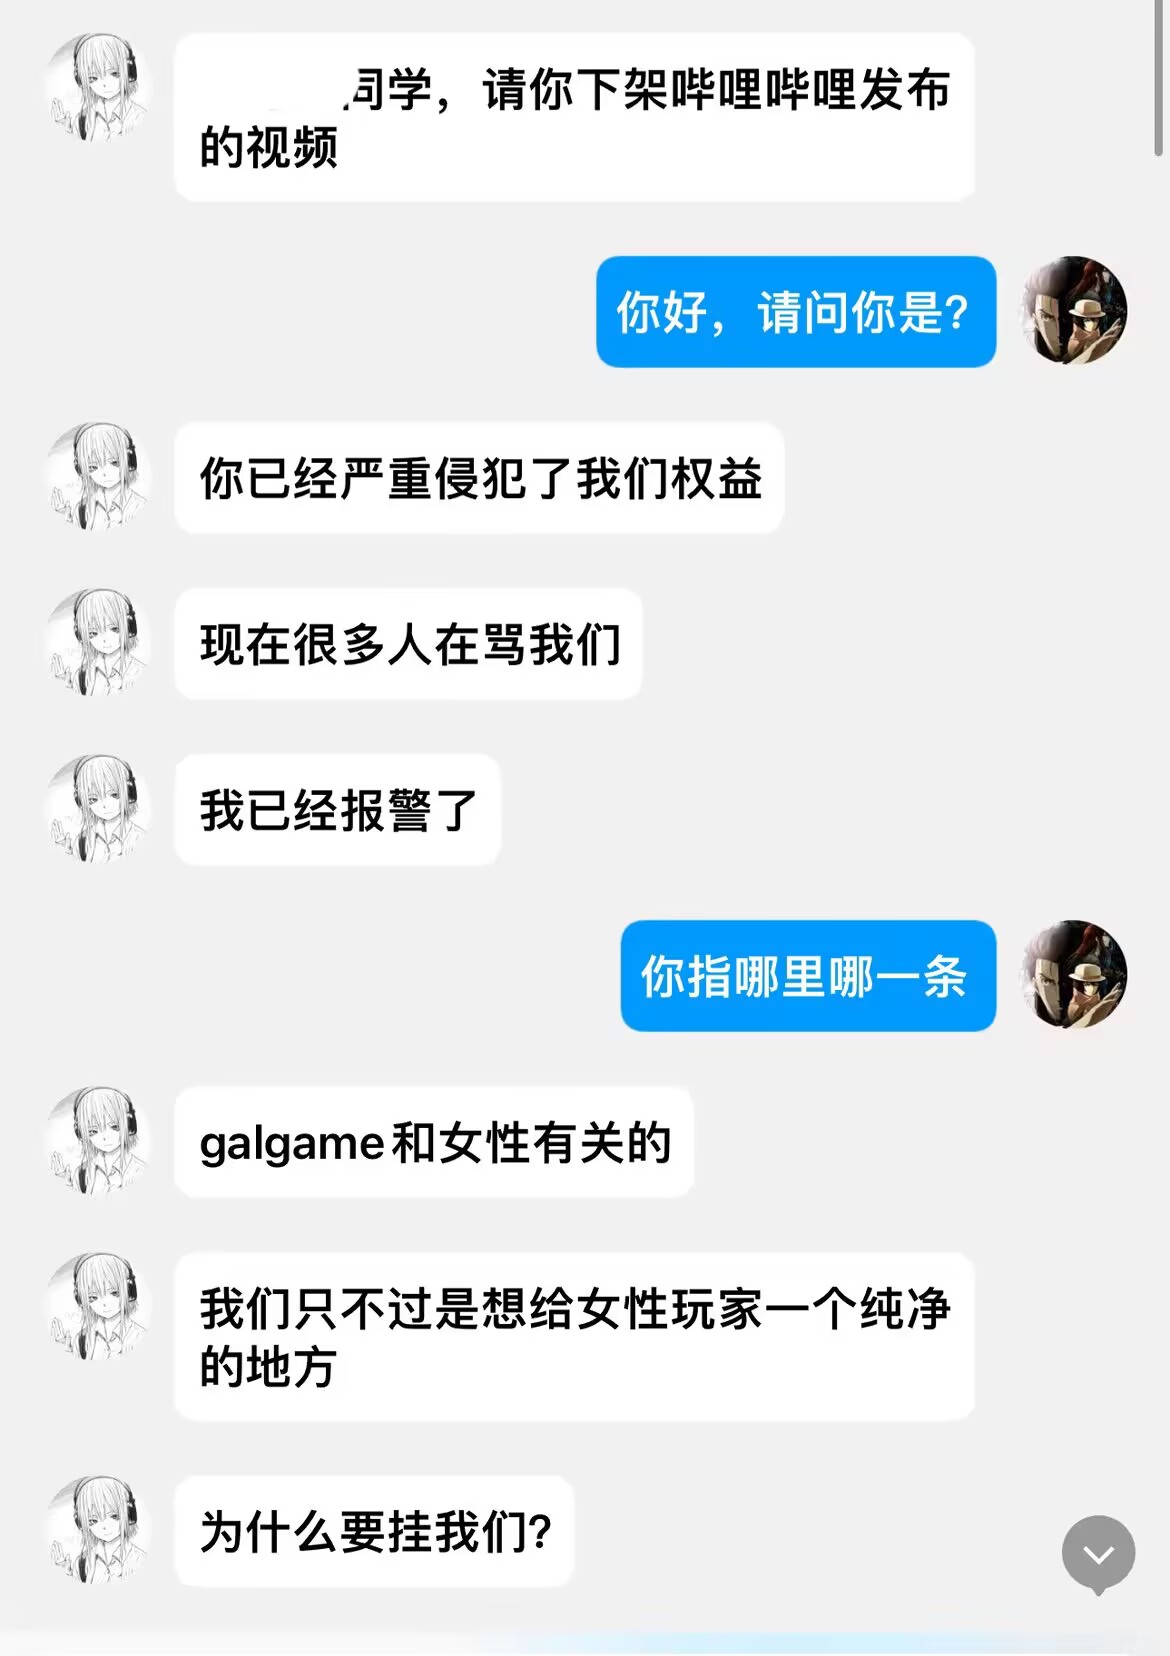 同学，请你下架哔哩哔哩发布
的视频
你好，请问你是?
你已经严重侵犯了我们权益
现在很多人在骂我们
我已经报警了
你指哪里哪一条
galgame和女性有关的
我们只不过是想给女性玩家一个纯净
的地方
为什么要挂我们?